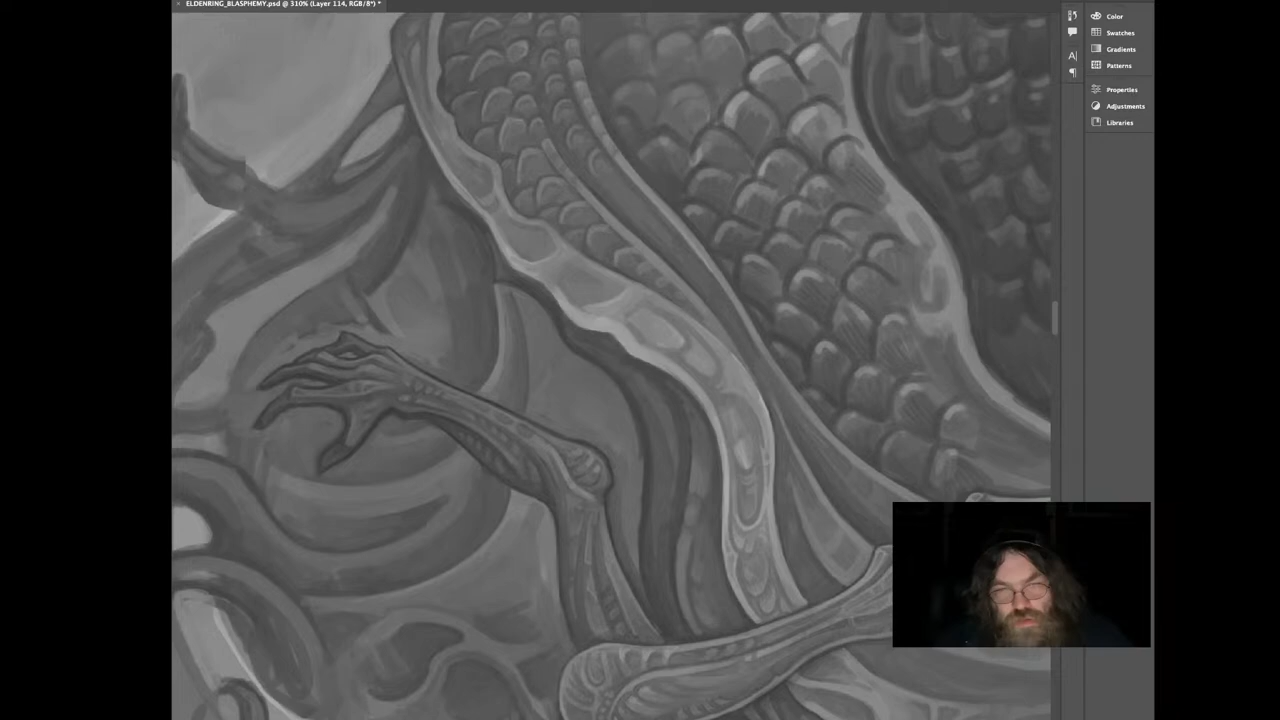 × ELDENRING_BLASPHEMY.psd @ 310% (Layer 114, RGB/8*) *
Color
Swatches
Gradients
Patterns
Properties
Adjustments
Libraries